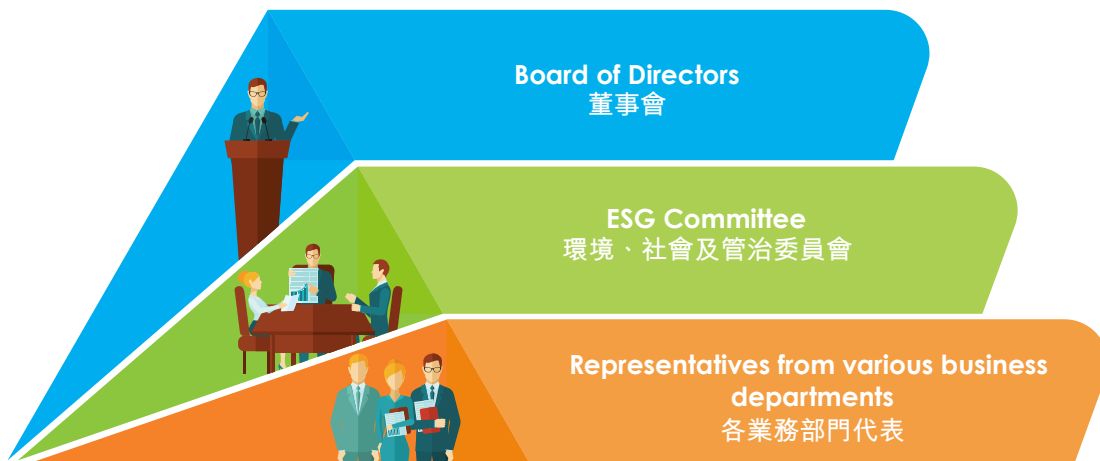 Board of Directors
董事會
ESG Committee
環境、社會及管治委員會
Representatives from various business
departments
各業務部門代表